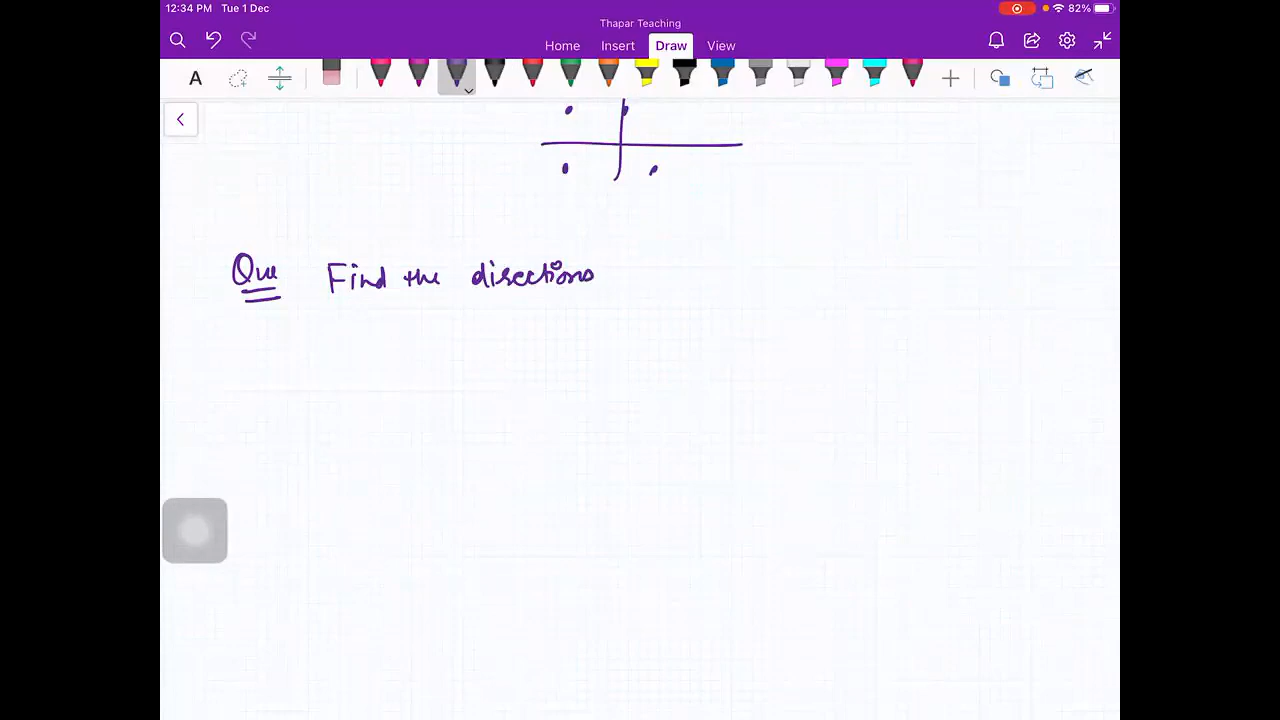 12:34 PM Tue 1 Dec
82%
Thapar Teaching
Home Insert Draw View
A
Que Find the directions